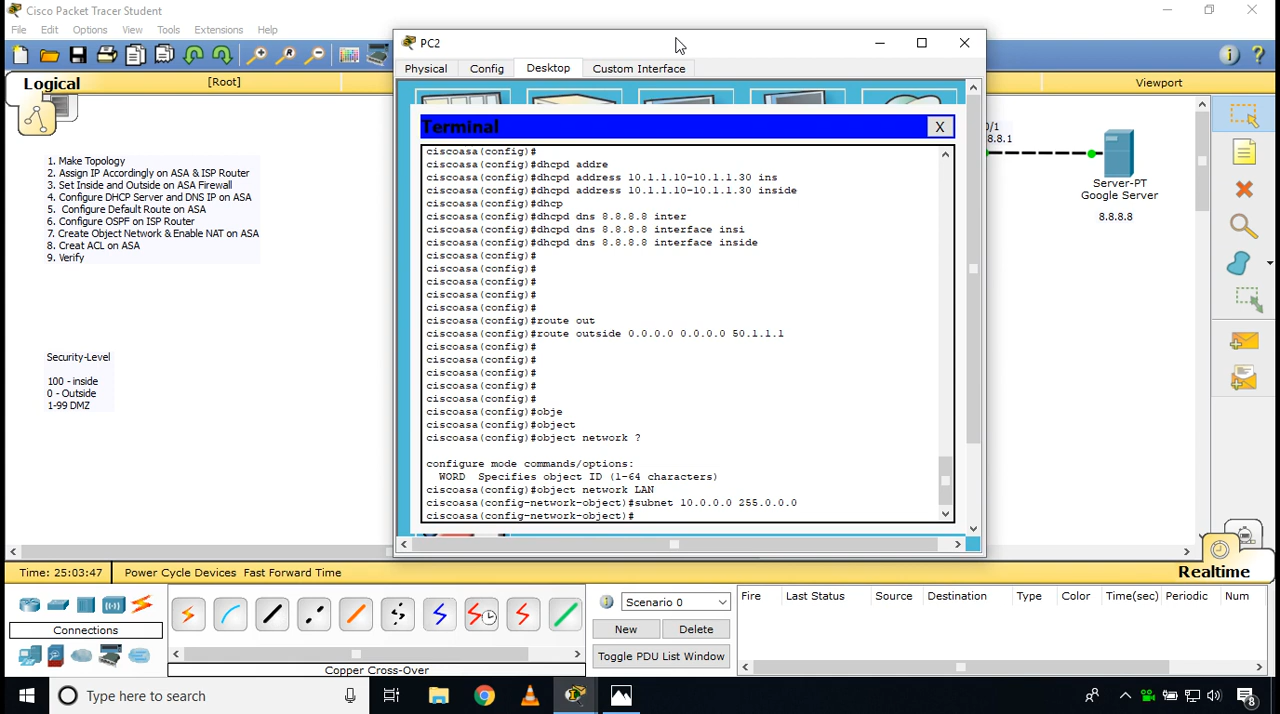 Cisco Packet Tracer Student
File Edit Options View Tools Extensions Help
Logical
[Root]
Viewport
1. Make Topology
2. Assign IP Accordingly on ASA & ISP Router
3. Set Inside and Outside on ASA Firewall
4. Configure DHCP Server and DNS IP on ASA
5. Configure Default Route on ASA
6. Configure OSPF on ISP Router
7. Create Object Network & Enable NAT on ASA
8. Creat ACL on ASA
9. Verify
Security-Level
100 - inside
0 - Outside
1-99 DMZ
PC2
Physical Config Desktop Custom Interface
Terminal
X
ciscoasa(config)#
ciscoasa(config)#dhcpd addre
ciscoasa(config)#dhcpd address 10.1.1.10-10.1.1.30 ins
ciscoasa(config)#dhcpd address 10.1.1.10-10.1.1.30 inside
ciscoasa(config)#dhcp
ciscoasa(config)#dhcpd dns 8.8.8.8 inter
ciscoasa(config)#dhcpd dns 8.8.8.8 interface insi
ciscoasa(config)#dhcpd dns 8.8.8.8 interface inside
ciscoasa(config)#
ciscoasa(config)#
ciscoasa(config)#
ciscoasa(config)#
ciscoasa(config)#
ciscoasa(config)#route out
ciscoasa(config)#route outside 0.0.0.0 0.0.0.0 50.1.1.1
ciscoasa(config)#
ciscoasa(config)#
ciscoasa(config)#
ciscoasa(config)#
ciscoasa(config)#
ciscoasa(config)#obje
ciscoasa(config)#object
ciscoasa(config)#object network ?
configure mode commands/options:
WORD Specifies object ID (1-64 characters)
ciscoasa(config)#object network LAN
ciscoasa(config-network-object)#subnet 10.0.0.0 255.0.0.0
ciscoasa(config-network-object)#
0/1
8.8.1
Server-PT
Google Server
8.8.8.8
Time: 25:03:47 Power Cycle Devices Fast Forward Time
Realtime
Connections
Copper Cross-Over
Scenario 0
New Delete
Toggle PDU List Window
Fire Last Status Source Destination Type Color Time(sec) Periodic Num
Type here to search
8